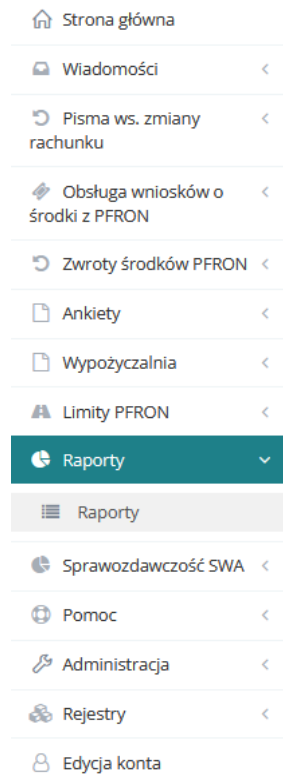 Strona główna
Wiadomości
Pisma ws. zmiany
rachunku
Obsługa wniosków o
środki z PFRON
Zwroty środków PFRON
Ankiety
Wypożyczalnia
Limity PFRON
Raporty
Raporty
Sprawozdawczość SWA
Pomoc
Administracja
Rejestry
Edycja konta